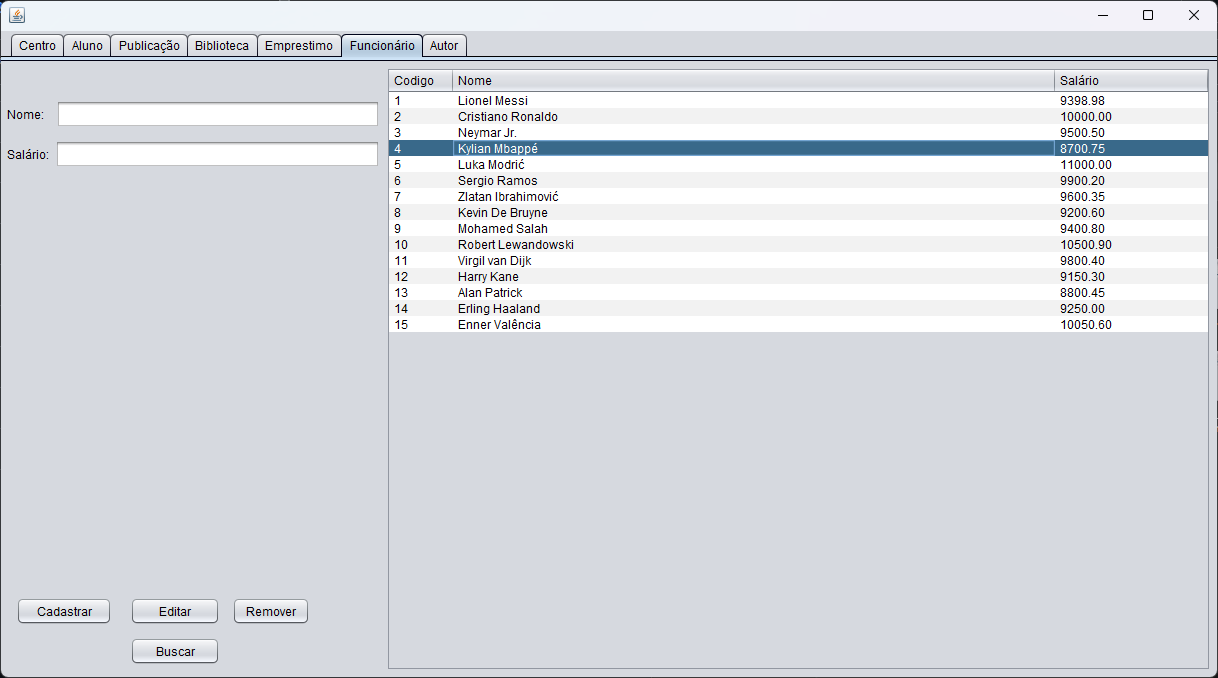 Centro Aluno Publicação Biblioteca Emprestimo Funcionário Autor
Nome:
Salário:
Codigo Nome Salário
1 Lionel Messi 9398.98
2 Cristiano Ronaldo 10000.00
3 Neymar Jr. 9500.50
4 Kylian Mbappé 8700.75
5 Luka Modrić 11000.00
6 Sergio Ramos 9900.20
7 Zlatan Ibrahimović 9600.35
8 Kevin De Bruyne 9200.60
9 Mohamed Salah 9400.80
10 Robert Lewandowski 10500.90
11 Virgil van Dijk 9800.40
12 Harry Kane 9150.30
13 Alan Patrick 8800.45
14 Erling Haaland 9250.00
15 Enner Valência 10050.60
Cadastrar Editar Remover
Buscar